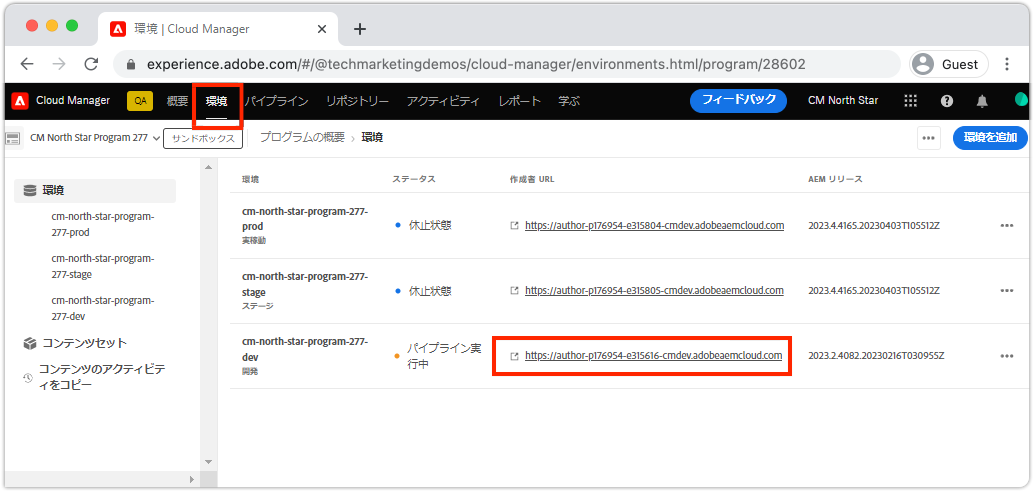 環境 | Cloud Manager
experience.adobe.com/#/@techmarketingdemos/cloud-manager/environments.html/program/28602
Guest
Cloud Manager QA 概要 環境 パイプライン リポジトリー アクティビティ レポート 学ぶ フィードバック CM North Star
CM North Star Program 277 サンドボックス プログラムの概要 › 環境 環境を追加
環境
cm-north-star-program-
277-prod
cm-north-star-program-
277-stage
cm-north-star-program-
277-dev
コンテンツセット
コンテンツのアクティビテ
ィをコピー
環境 ステータス 作成者 URL AEM リリース
cm-north-star-program-277-
prod
実稼動
休止状態
https://author-p176954-e315804-cmdev.adobeaemcloud.com
2023.4.4165.20230403T105512Z
cm-north-star-program-277-
stage
ステージ
休止状態
https://author-p176954-e315805-cmdev.adobeaemcloud.com
2023.4.4165.20230403T105512Z
cm-north-star-program-277-
dev
開発
パイプライン実
行中
https://author-p176954-e315616-cmdev.adobeaemcloud.com
2023.2.4082.20230216T030955Z